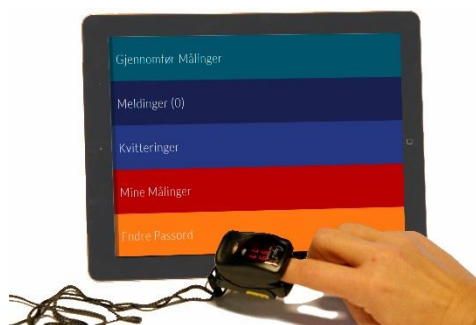 Gjennomfør Målinger
Meldinger (0)
Kvitteringer
Mine Målinger
Endre Passord